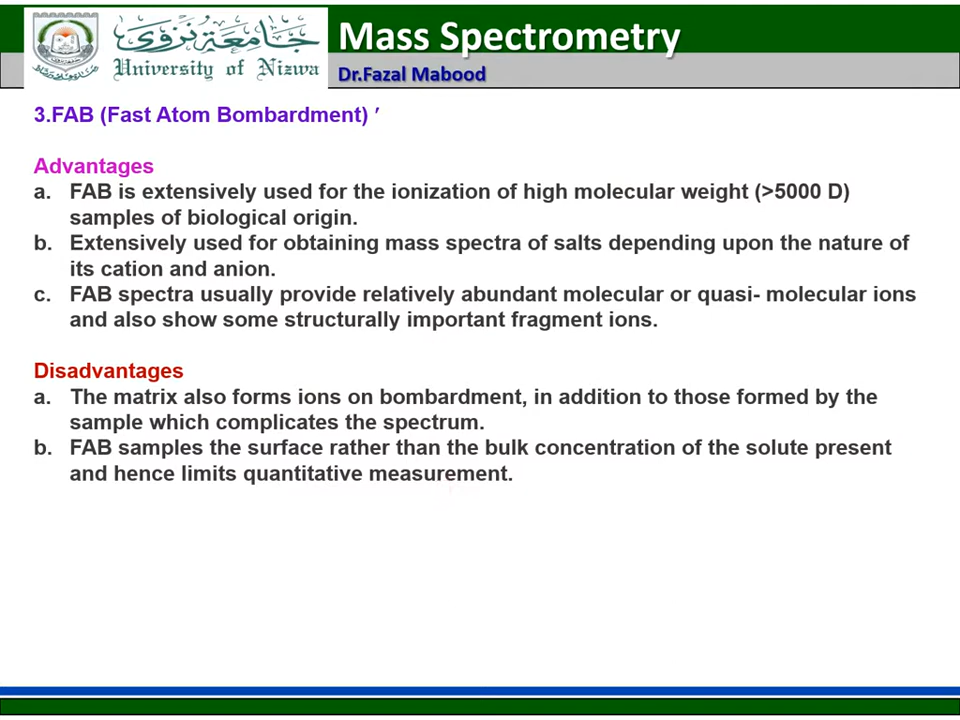 جامعة نزوى
University of Nizwa
Mass Spectrometry
Dr.Fazal Mabood
3.FAB (Fast Atom Bombardment) ′
Advantages
a. FAB is extensively used for the ionization of high molecular weight (>5000 D)
samples of biological origin.
b. Extensively used for obtaining mass spectra of salts depending upon the nature of
its cation and anion.
c. FAB spectra usually provide relatively abundant molecular or quasi- molecular ions
and also show some structurally important fragment ions.
Disadvantages
a. The matrix also forms ions on bombardment, in addition to those formed by the
sample which complicates the spectrum.
b. FAB samples the surface rather than the bulk concentration of the solute present
and hence limits quantitative measurement.